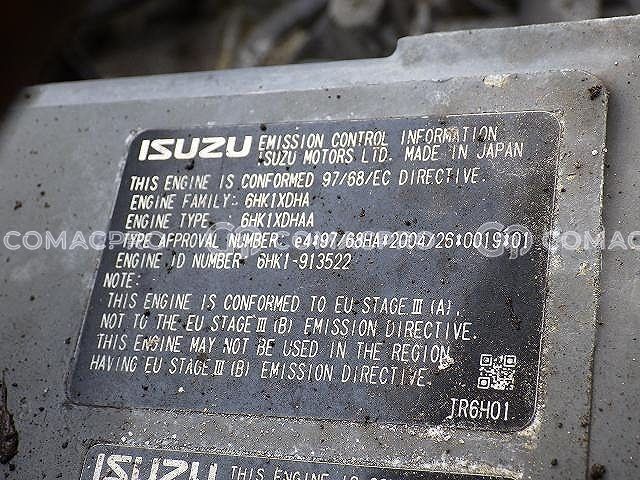 ISUZU EMISSION CONTROL INFORMATION
ISUZU MOTORS LTD. MADE IN JAPAN
THIS ENGINE IS CONFORMED 97/68/EC DIRECTIVE.
ENGINE FAMILY: 6HK1XDHA
ENGINE TYPE : 6HK1XDHAA
TYPE APPROVAL NUMBER: e4*97/68HA*2004/26*0019*01
ENGINE ID NUMBER: 6HK1-913522
NOTE:
THIS ENGINE IS CONFORMED TO EU STAGE III (A),
NOT TO THE EU STAGE III (B) EMISSION DIRECTIVE.
THIS ENGINE MAY NOT BE USED IN THE REGION
HAVING EU STAGE III (B) EMISSION DIRECTIVE.
JR6H01
ISUZU THIS ENGINE IS
COMACPRO
COMACPRO